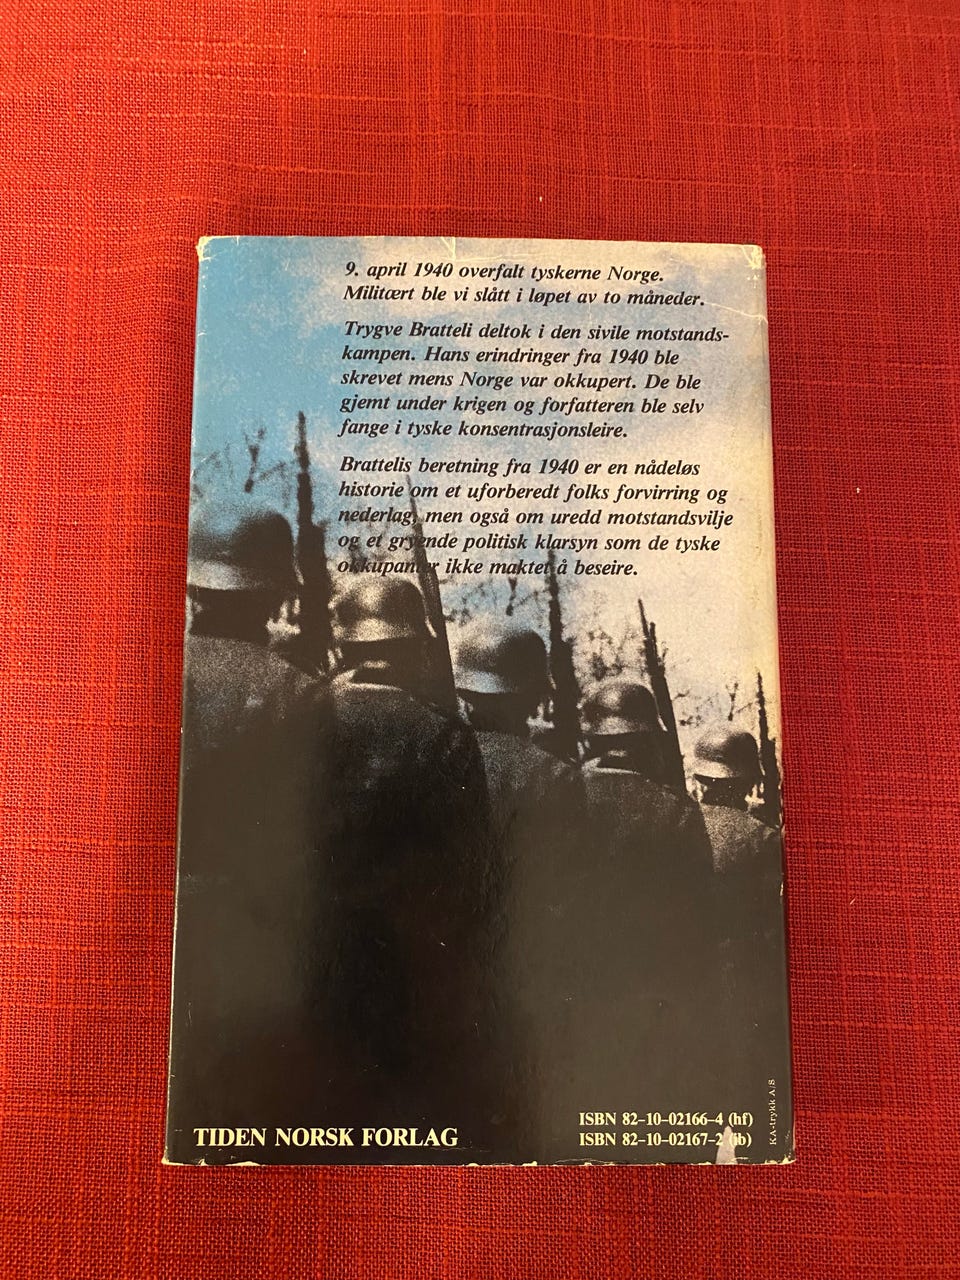 9. april 1940 overfalt tyskerne Norge.
Militært ble vi slått i løpet av to måneder.
Trygve Bratteli deltok i den sivile motstands-
kampen. Hans erindringer fra 1940 ble
skrevet mens Norge var okkupert. De ble
gjemt under krigen og forfatteren ble selv
fange i tyske konsentrasjonsleire.
Brattelis beretning fra 1940 er en nådeløs
historie om et uforberedt folks forvirring og
nederlag, men også om uredd motstandsvilje
og et gryende politisk klarsyn som de tyske
okkupanter ikke maktet å beseire.
TIDEN NORSK FORLAG
ISBN 82-10-02166-4 (hf)
ISBN 82-10-02167-2 (ib)
KA-trykk A/S